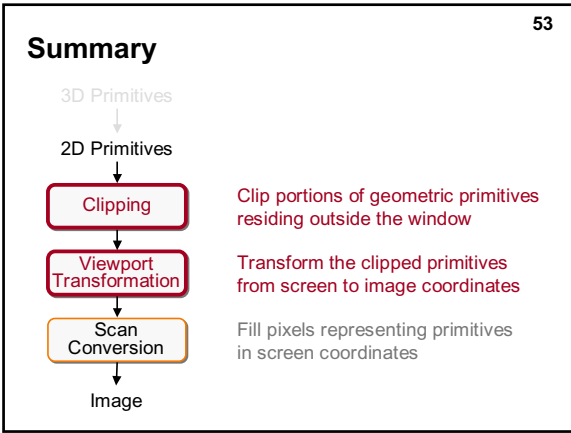 53
Summary
3D Primitives
2D Primitives
Clipping
Clip portions of geometric primitives
residing outside the window
Viewport
Transformation
Transform the clipped primitives
from screen to image coordinates
Scan
Conversion
Fill pixels representing primitives
in screen coordinates
Image